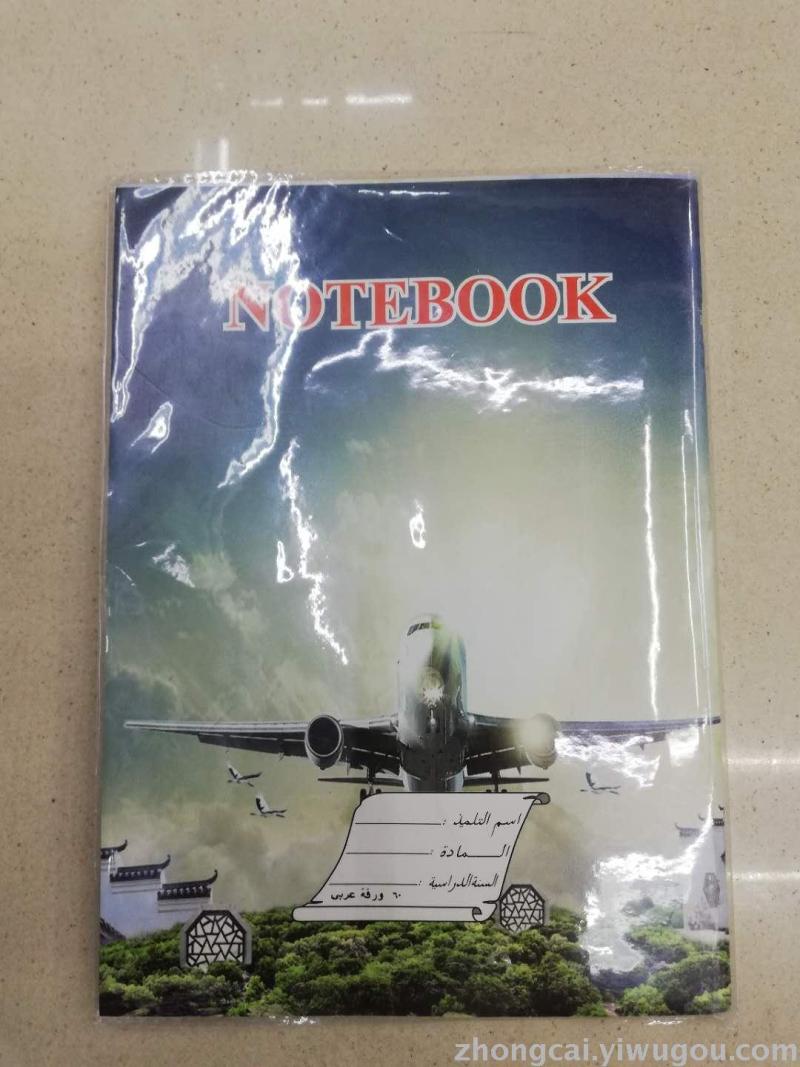 NOTEBOOK
اسم التلميذ :
المادة :
السنة الدراسية :
٦٠ ورقة عربي
zhongcai.yiwugou.com